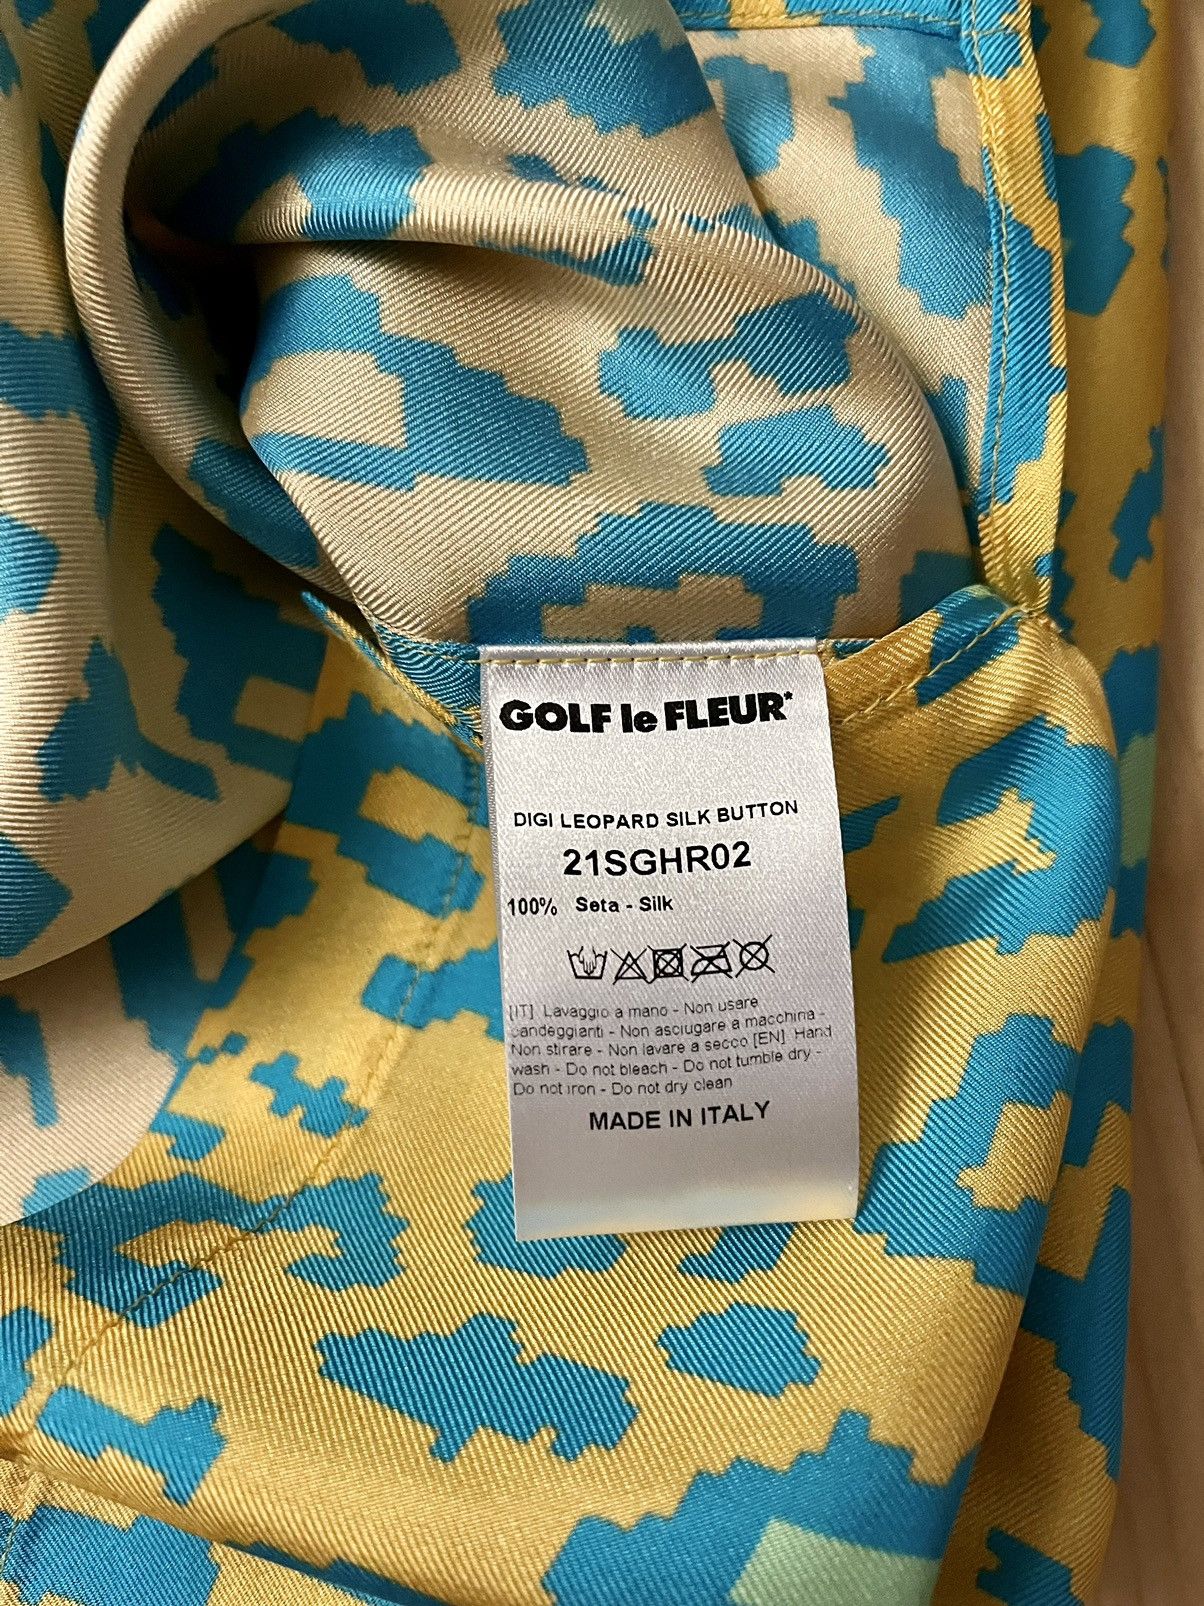 GOLF le FLEUR*
DIGI LEOPARD SILK BUTTON
21SGHR02
100% Seta - Silk
[IT] Lavaggio a mano - Non usare
candeggianti - Non asciugare a macchina -
Non stirare - Non lavare a secco [EN] Hand
wash - Do not bleach - Do not tumble dry -
Do not iron - Do not dry clean
MADE IN ITALY